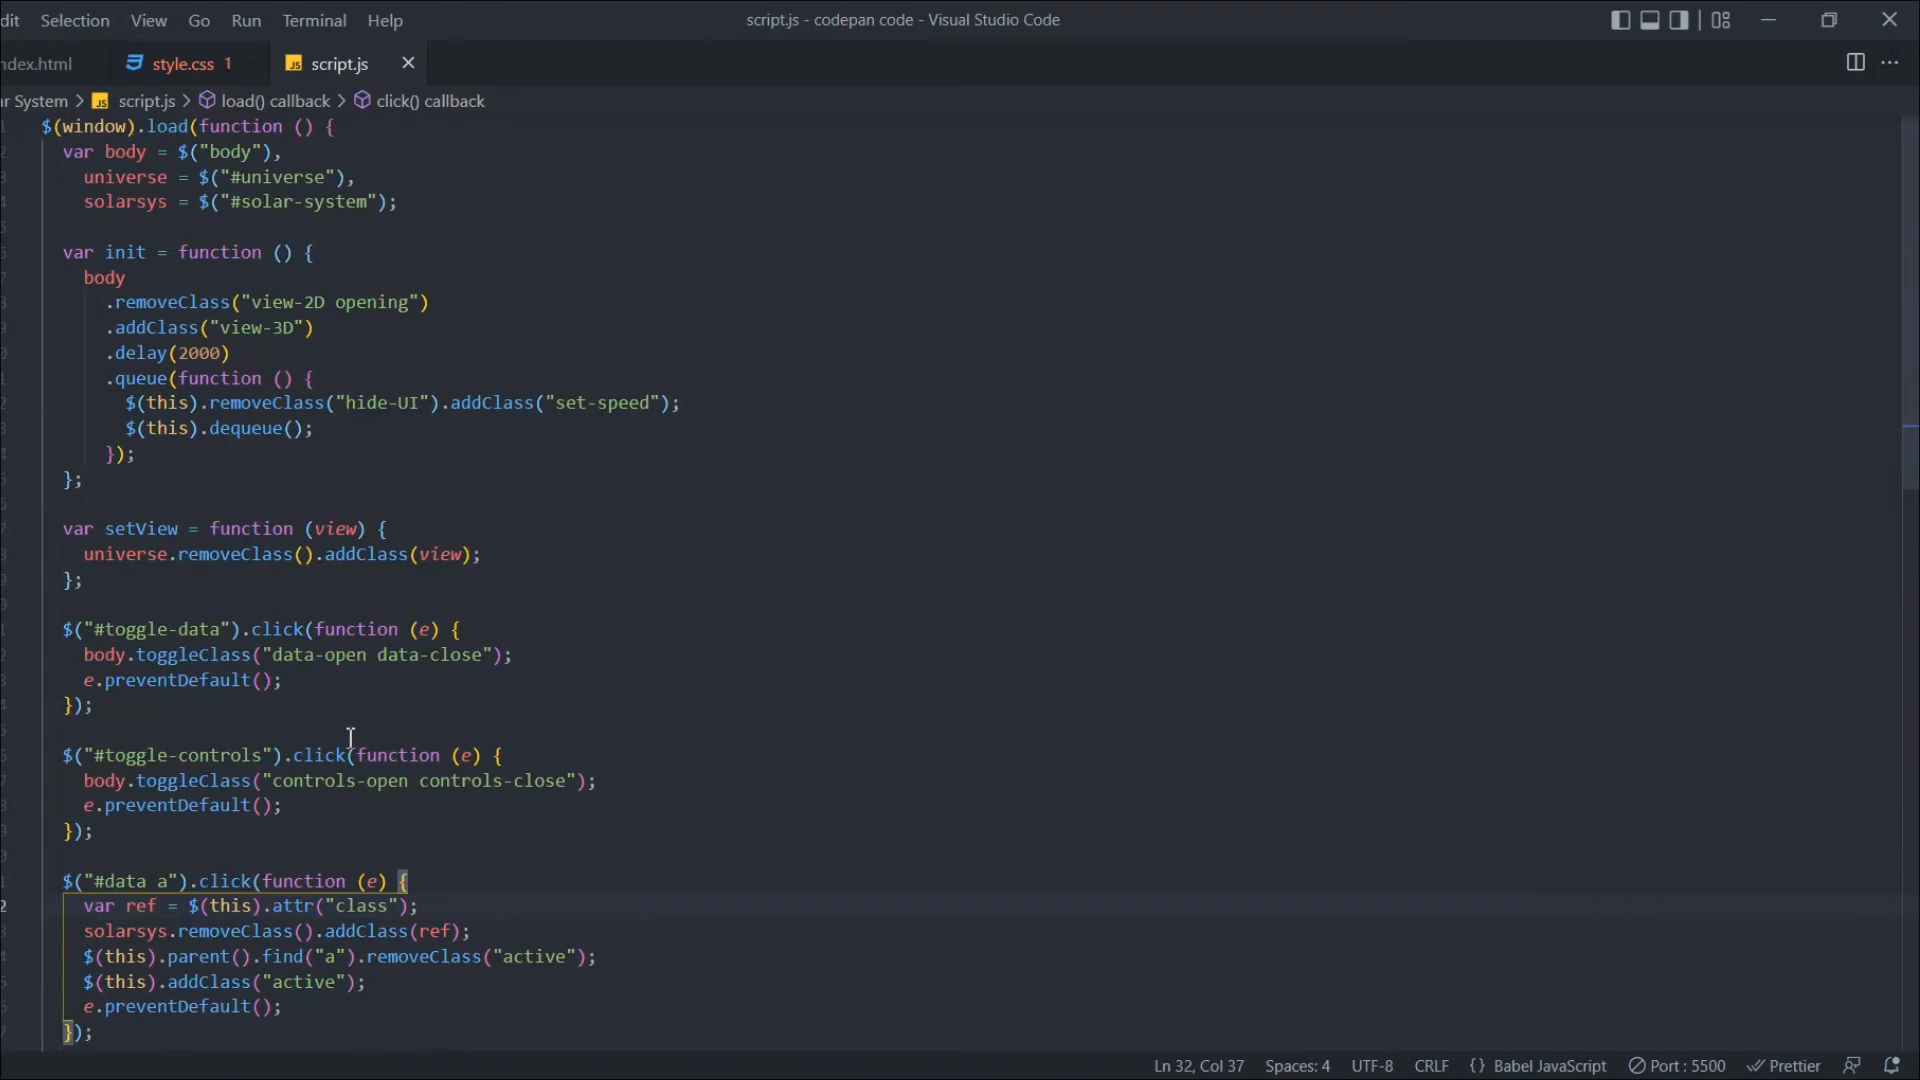 dit Selection View Go Run Terminal Help script.js - codepan code - Visual Studio Code
ndex.html style.css 1 JS script.js
ar System > JS script.js > load() callback > click() callback
$(window).load(function () {
var body = $("body"),
universe = $("#universe"),
solarsys = $("#solar-system");
var init = function () {
body
.removeClass("view-2D opening")
.addClass("view-3D")
.delay(2000)
.queue(function () {
$(this).removeClass("hide-UI").addClass("set-speed");
$(this).dequeue();
});
};
var setView = function (view) {
universe.removeClass().addClass(view);
};
$("#toggle-data").click(function (e) {
body.toggleClass("data-open data-close");
e.preventDefault();
});
$("#toggle-controls").click(function (e) {
body.toggleClass("controls-open controls-close");
e.preventDefault();
});
$("#data a").click(function (e) {
2 var ref = $(this).attr("class");
solarsys.removeClass().addClass(ref);
$(this).parent().find("a").removeClass("active");
$(this).addClass("active");
e.preventDefault();
});
Ln 32, Col 37 Spaces: 4 UTF-8 CRLF {} Babel JavaScript Port : 5500 Prettier